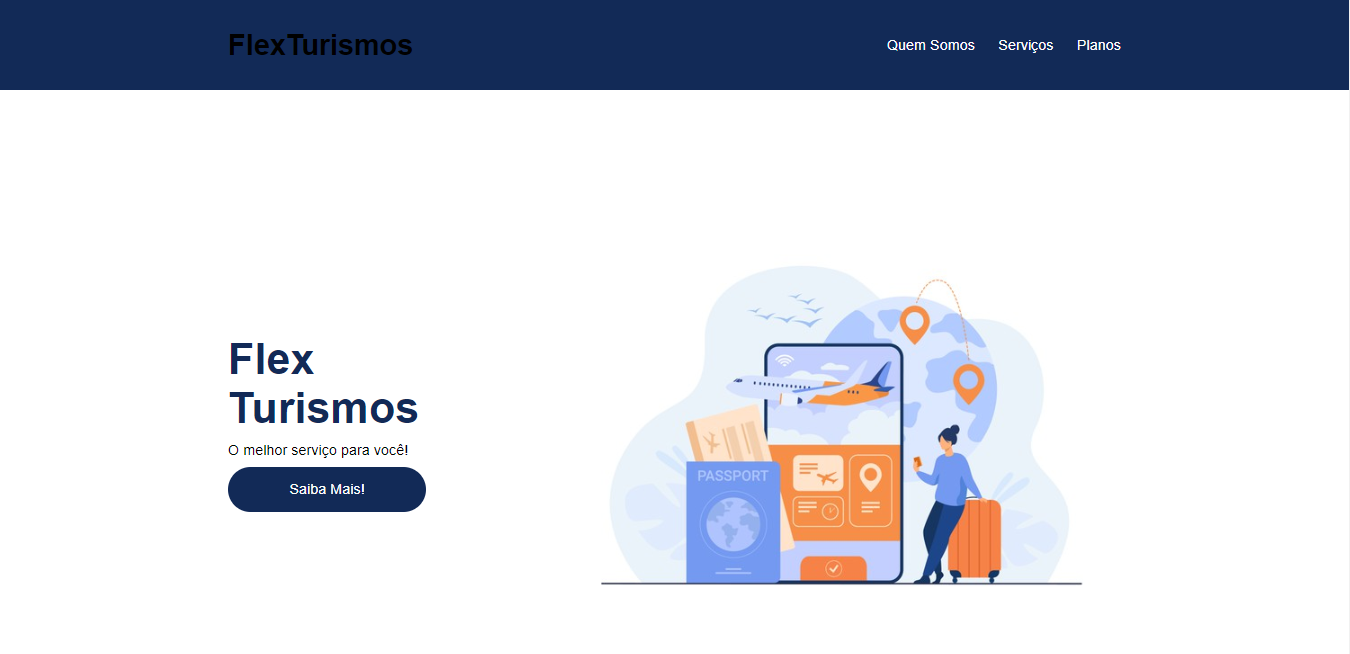 FlexTurismos
Quem Somos Serviços Planos
Flex
Turismos
O melhor serviço para você!
Saiba Mais!
PASSPORT